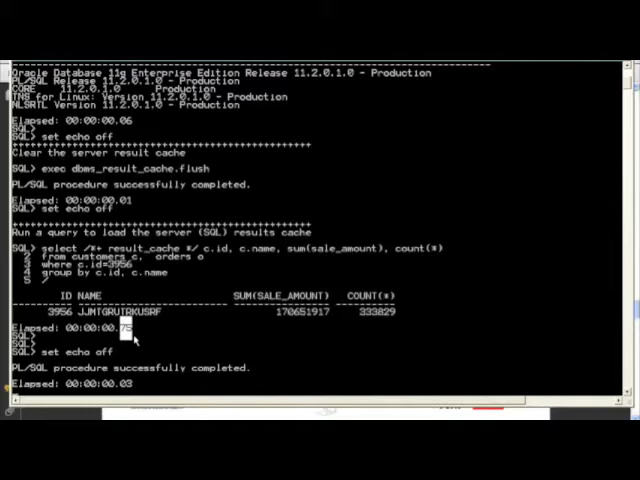 Oracle Database 11g Enterprise Edition Release 11.2.0.1.0 - Production
PL/SQL Release 11.2.0.1.0 - Production
CORE 11.2.0.1.0 Production
TNS for Linux: Version 11.2.0.1.0 - Production
NLSRTL Version 11.2.0.1.0 - Production
Elapsed: 00:00:00.06
SQL>
SQL> set echo off
++++++++++++++++++++++++++++++++++++++++++++++++++++++++++++
Clear the server result cache
SQL> exec dbms_result_cache.flush
PL/SQL procedure successfully completed.
Elapsed: 00:00:00.01
SQL> set echo off
++++++++++++++++++++++++++++++++++++++++++++++++++++++++++++
Run a query to load the server (SQL) results cache
SQL> select /*+ result_cache */ c.id, c.name, sum(sale_amount), count(*)
2 from customers c, orders o
3 where c.id=3956
4 group by c.id, c.name
5 /
ID NAME SUM(SALE_AMOUNT) COUNT(*)
---------- ------------------------------ ---------------- ----------
3956 JJMTGRUTRKUSRF 170651917 333829
Elapsed: 00:00:00.75
SQL>
SQL>
SQL> set echo off
PL/SQL procedure successfully completed.
Elapsed: 00:00:00.03